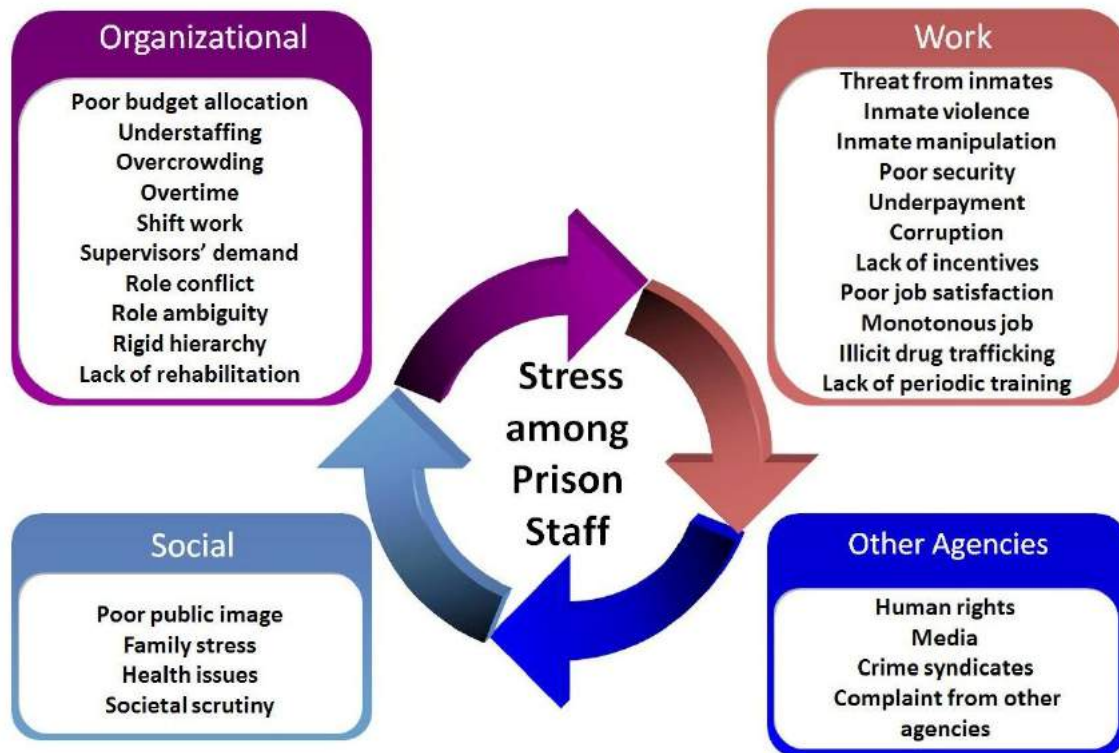 Organizational
Poor budget allocation
Understaffing
Overcrowding
Overtime
Shift work
Supervisors’ demand
Role conflict
Role ambiguity
Rigid hierarchy
Lack of rehabilitation
Work
Threat from inmates
Inmate violence
Inmate manipulation
Poor security
Underpayment
Corruption
Lack of incentives
Poor job satisfaction
Monotonous job
Illicit drug trafficking
Lack of periodic training
Stress
among
Prison
Staff
Social
Poor public image
Family stress
Health issues
Societal scrutiny
Other Agencies
Human rights
Media
Crime syndicates
Complaint from other
agencies